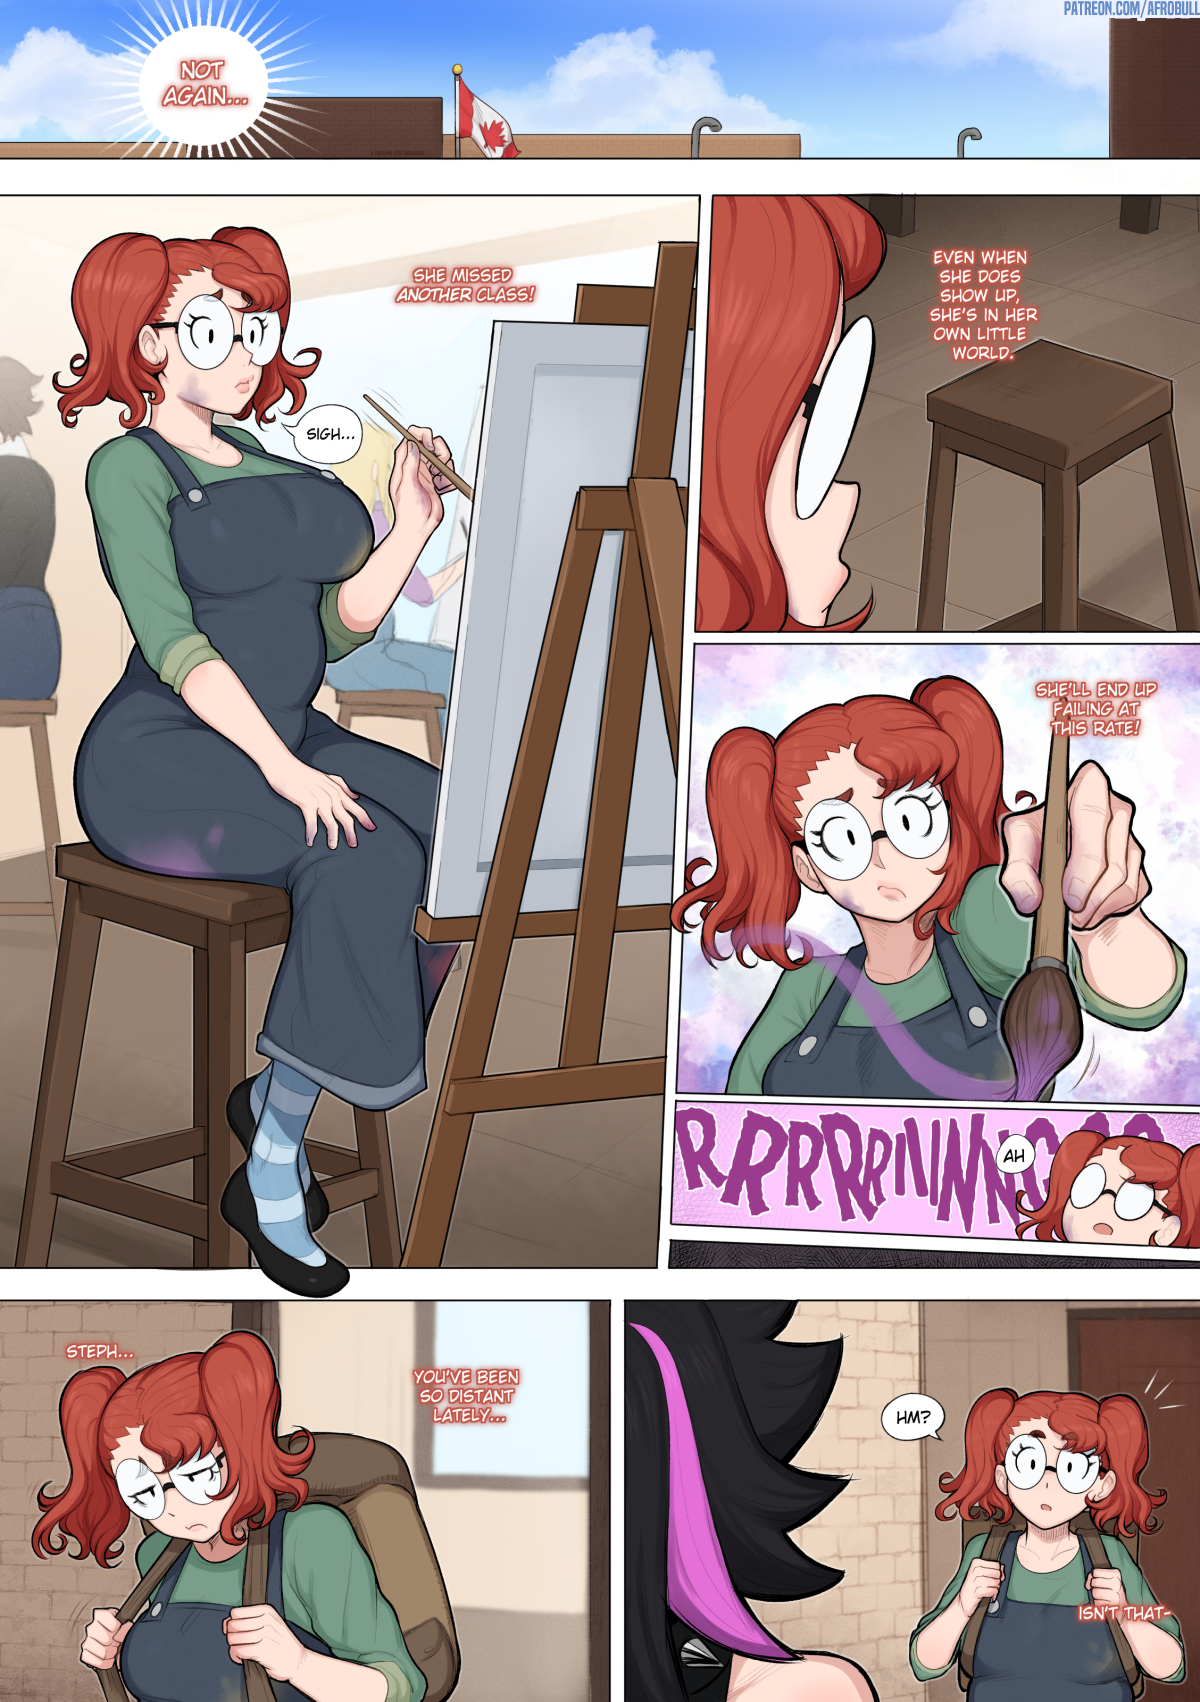 PATREON.COM/AFROBULL
NOT
AGAIN...
SHE MISSED
ANOTHER CLASS!
SIGH...
EVEN WHEN
SHE DOES
SHOW UP,
SHE'S IN HER
OWN LITTLE
WORLD.
SHE'LL END UP
FAILING AT
THIS RATE!
AH
STEPH...
YOU'VE BEEN
SO DISTANT
LATELY...
HM?
ISN'T THAT-